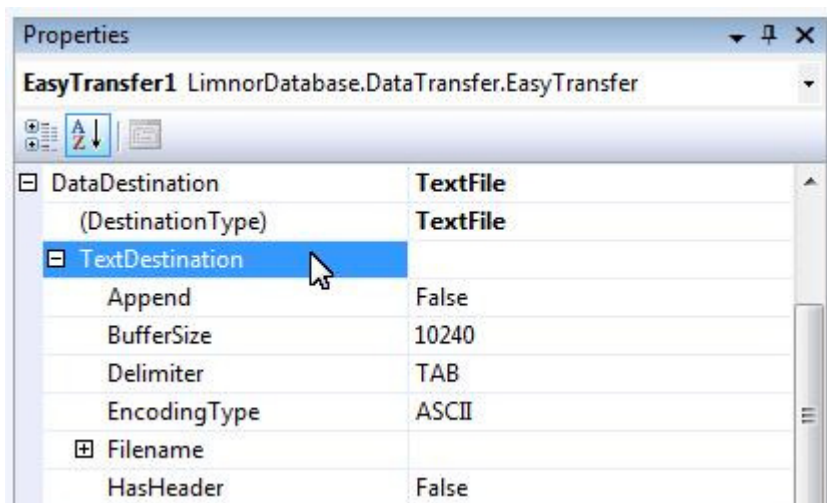 Properties
EasyTransfer1 LimnorDatabase.DataTransfer.EasyTransfer
DataDestination TextFile
(DestinationType) TextFile
TextDestination
Append False
BufferSize 10240
Delimiter TAB
EncodingType ASCII
Filename
HasHeader False